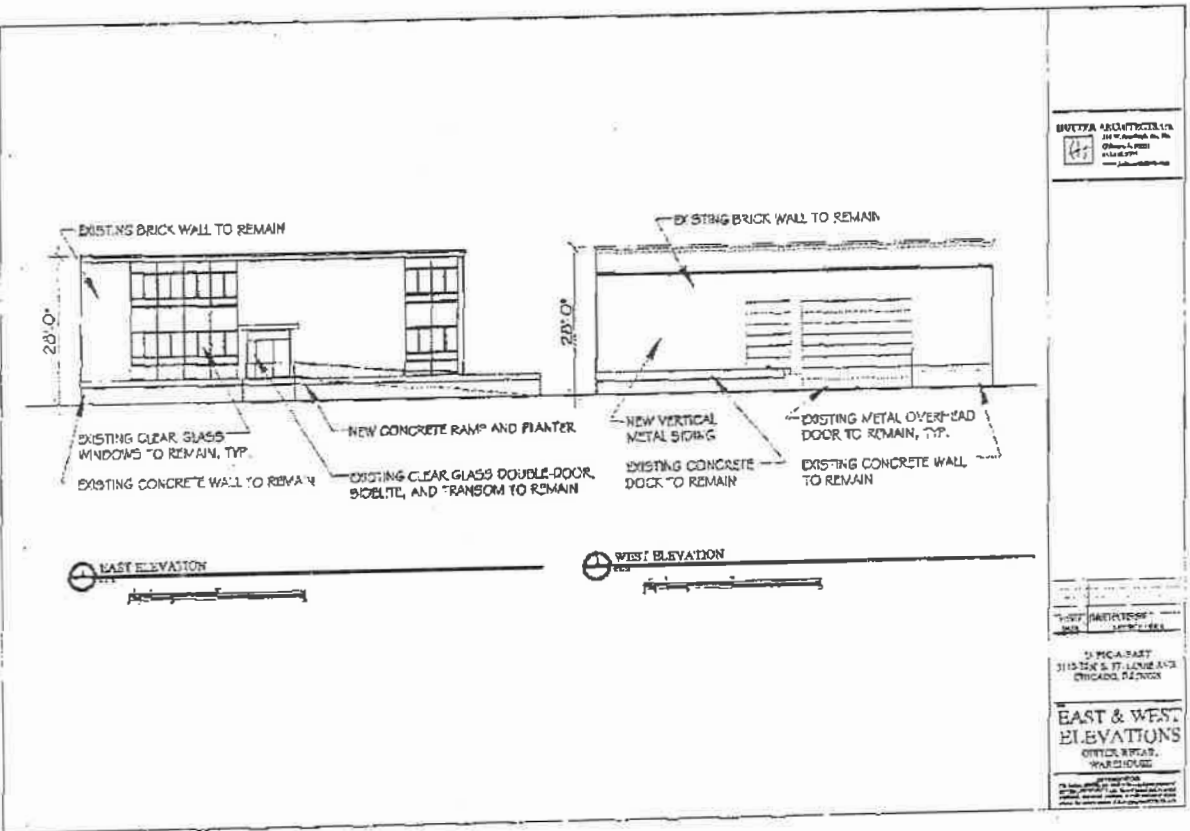 EXISTING BRICK WALL TO REMAIN
28'-0"
EXISTING CLEAR GLASS
WINDOWS TO REMAIN, TYP.
EXISTING CONCRETE WALL TO REMAIN
NEW CONCRETE RAMP AND PLANTER
EXISTING CLEAR GLASS DOUBLE-DOOR,
SIDELITE, AND TRANSOM TO REMAIN
EAST ELEVATION
EXISTING BRICK WALL TO REMAIN
28'-0"
NEW VERTICAL
METAL SIDING
EXISTING CONCRETE
DOCK TO REMAIN
EXISTING METAL OVERHEAD
DOOR TO REMAIN, TYP.
EXISTING CONCRETE WALL
TO REMAIN
WEST ELEVATION
ARCHITECTS
CHICAGO, ILLINOIS
EAST & WEST
ELEVATIONS
OFFICE, RETAIL,
WAREHOUSE